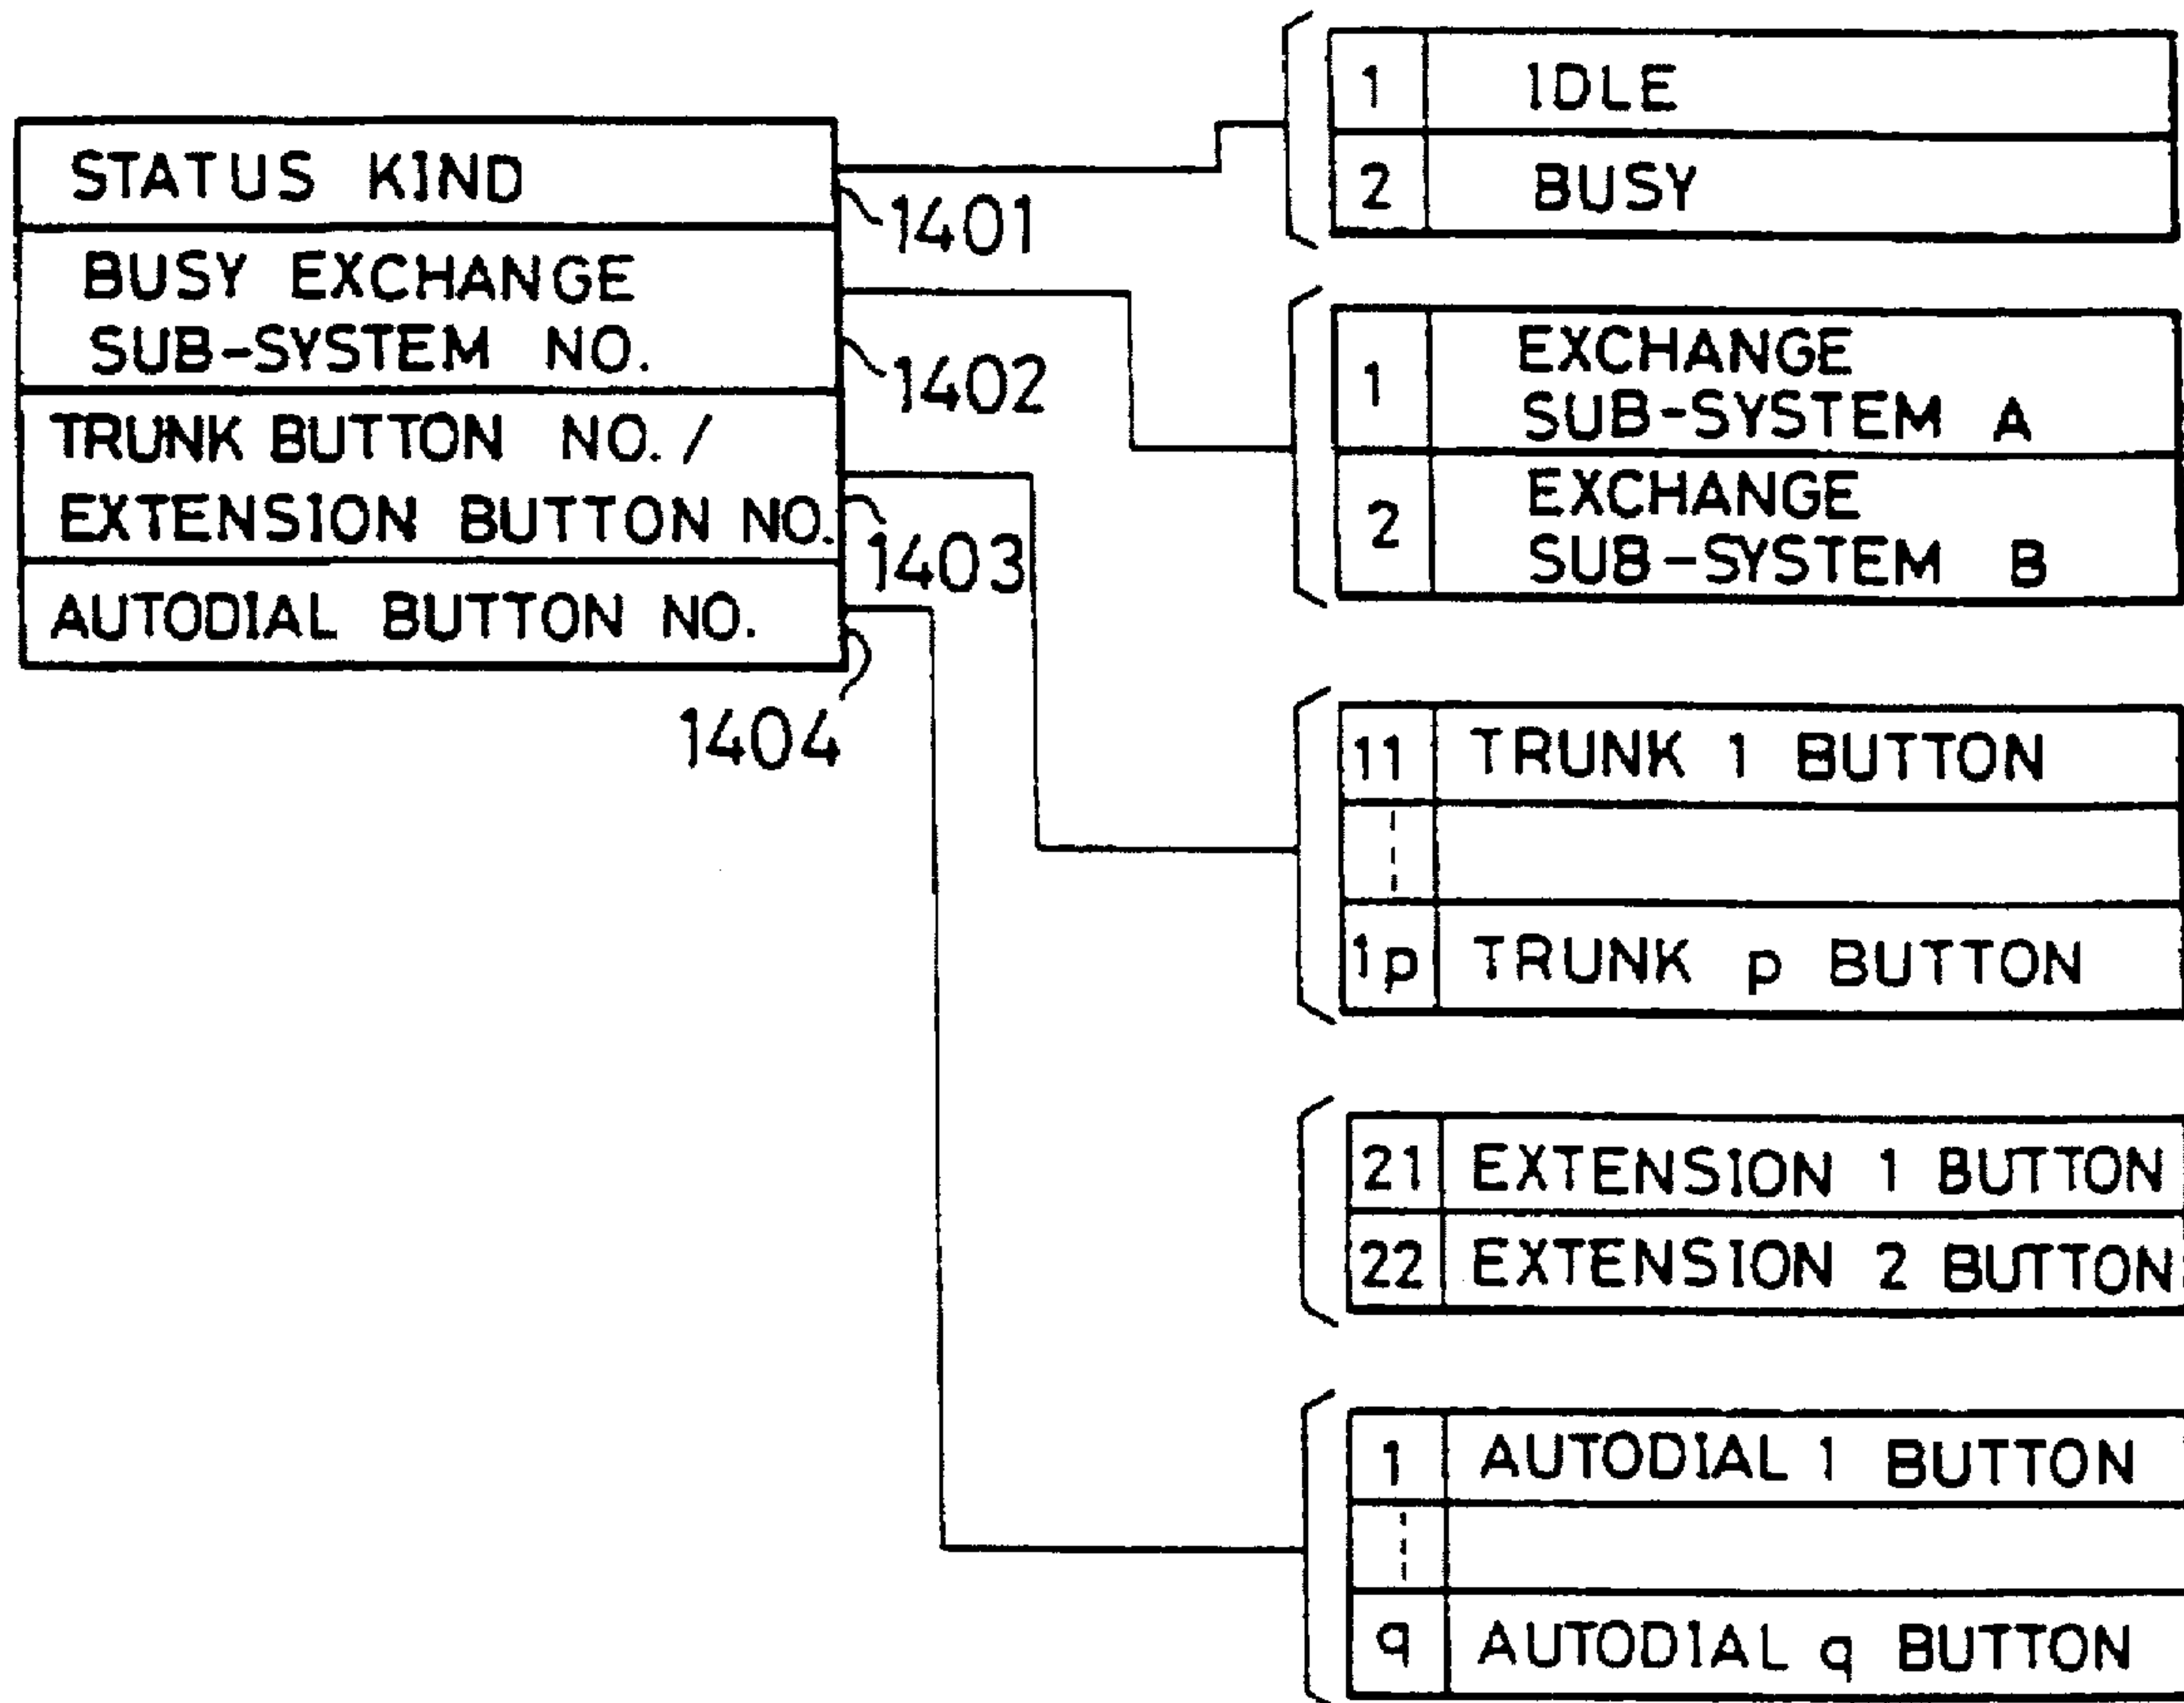 STATUS KIND
1401
BUSY EXCHANGE
SUB-SYSTEM NO.
1402
TRUNK BUTTON NO. /
EXTENSION BUTTON NO.
1403
AUTODIAL BUTTON NO.
1404
1 IDLE
2 BUSY
1 EXCHANGE
SUB-SYSTEM A
2 EXCHANGE
SUB-SYSTEM B
11 TRUNK 1 BUTTON
1p TRUNK p BUTTON
21 EXTENSION 1 BUTTON
22 EXTENSION 2 BUTTON
1 AUTODIAL 1 BUTTON
q AUTODIAL q BUTTON